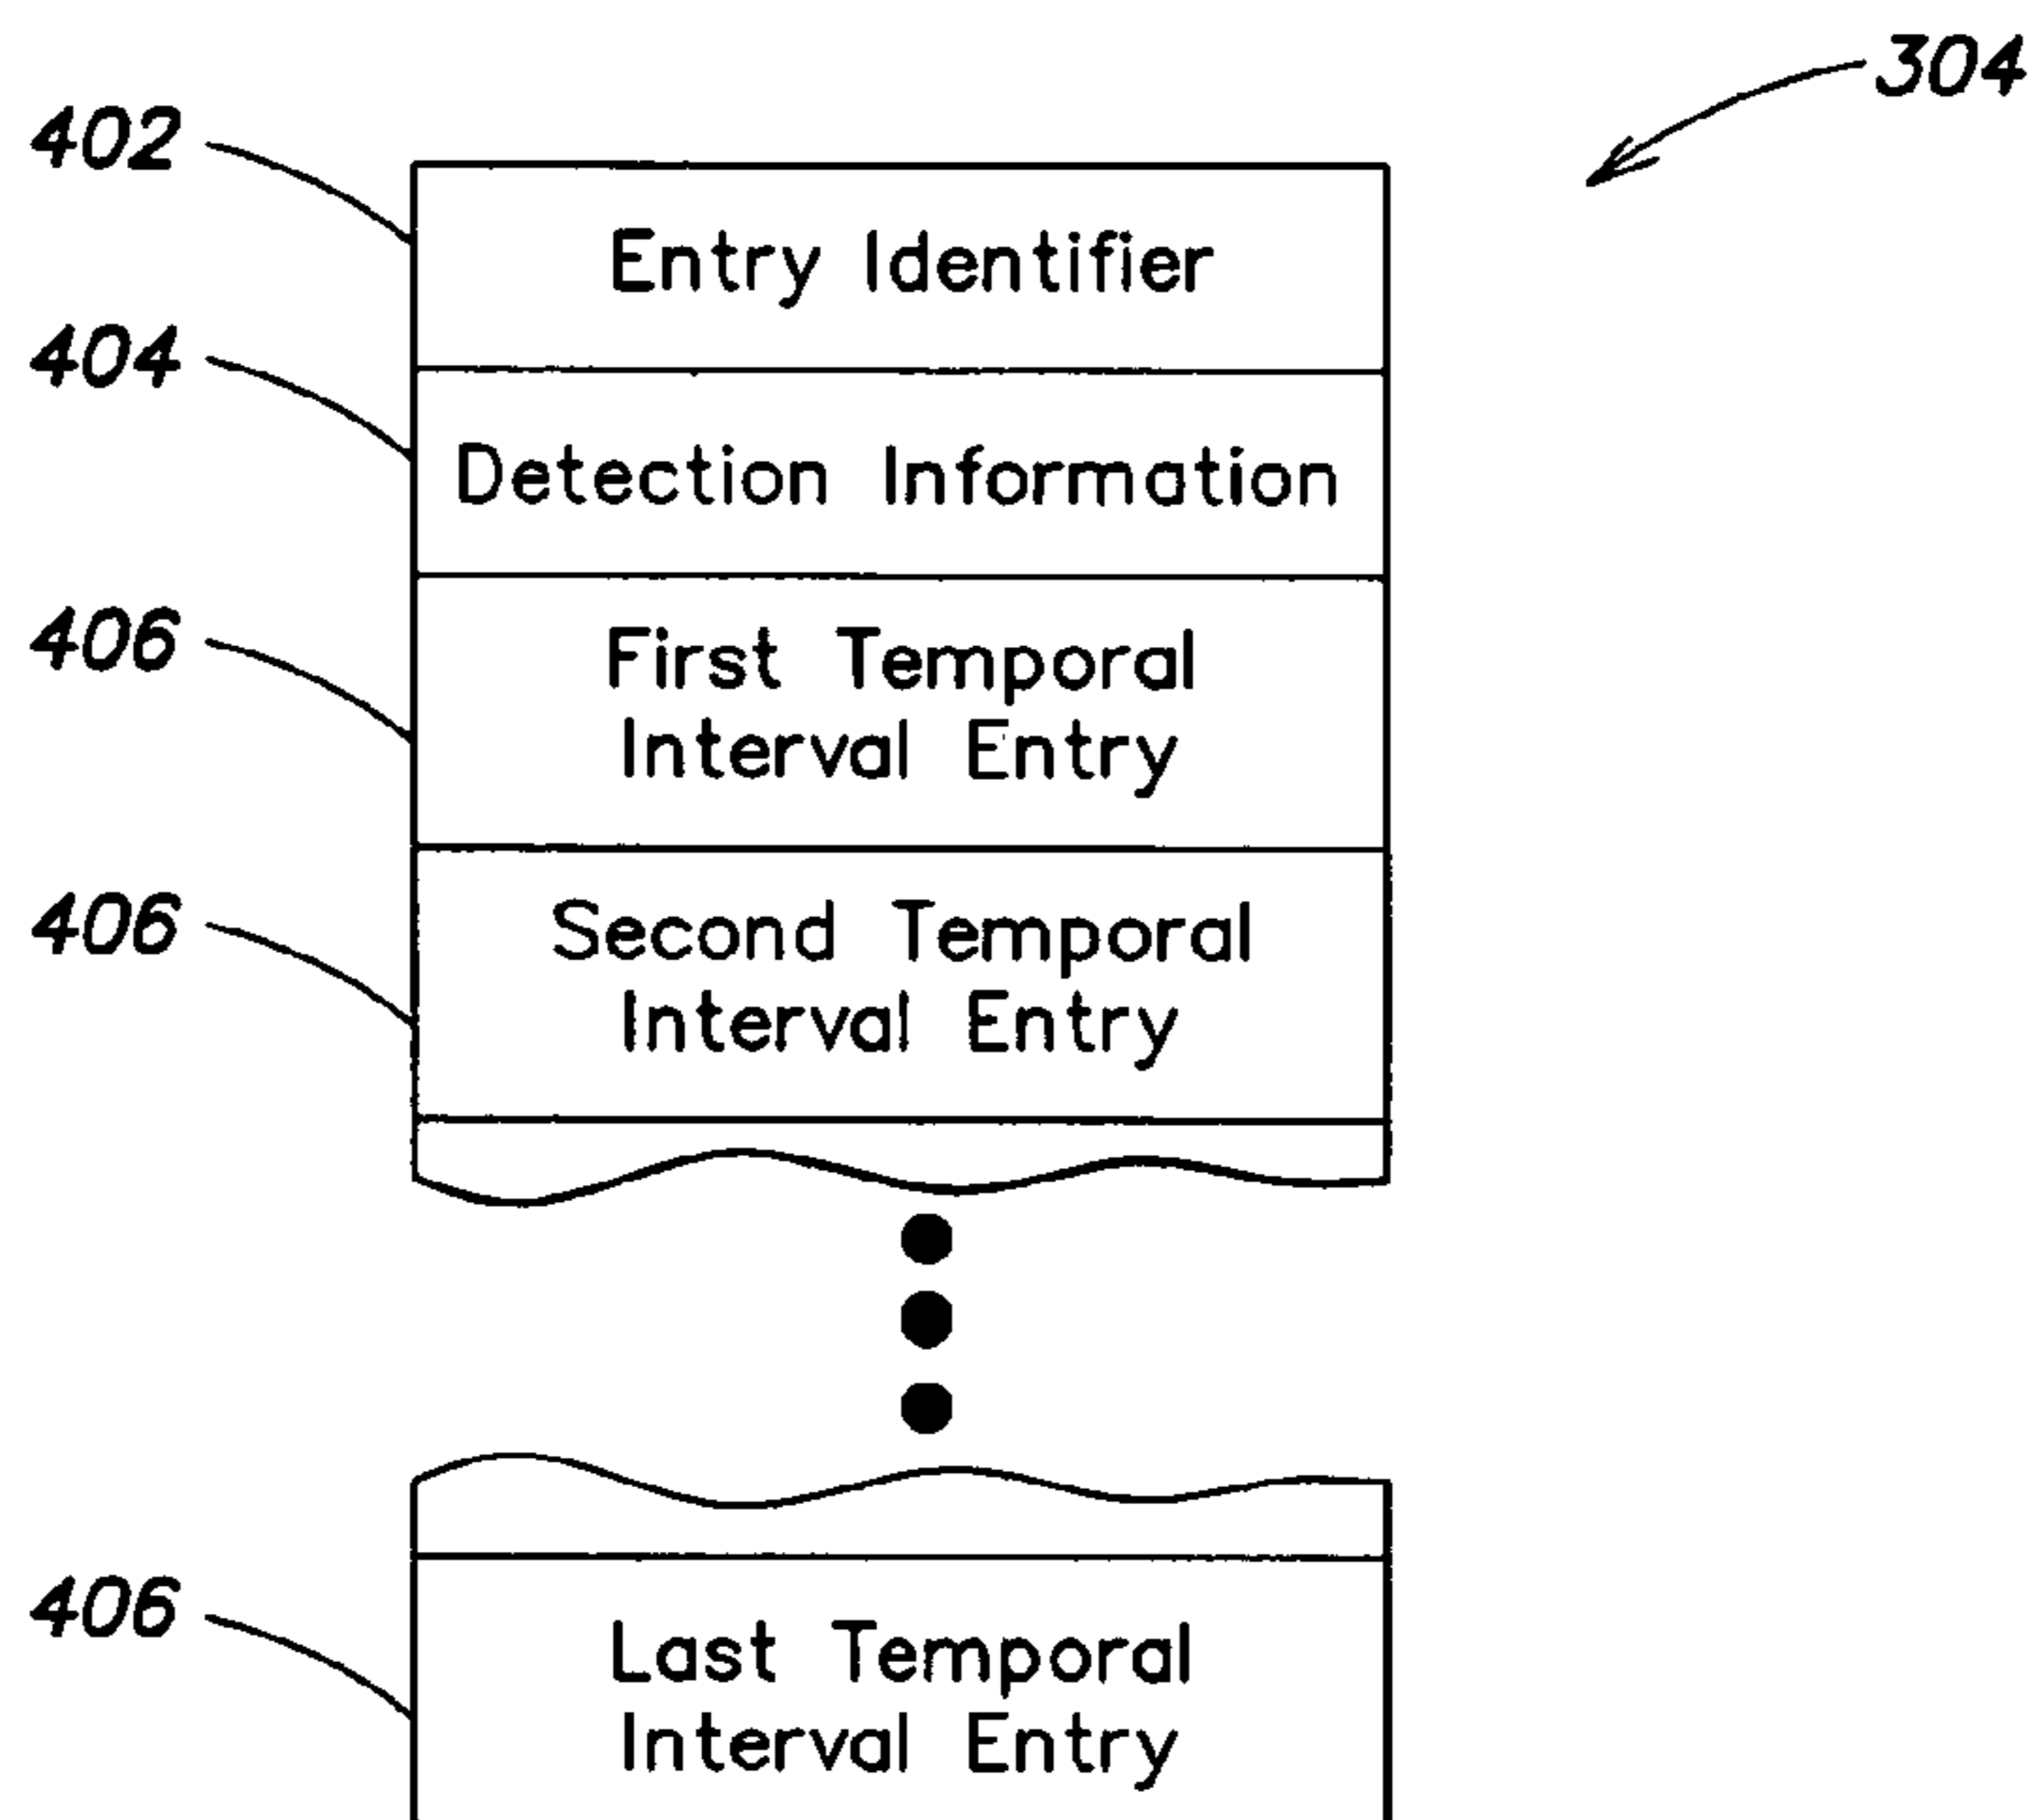 304
402
Entry Identifier
404
Detection Information
406
First Temporal
Interval Entry
406
Second Temporal
Interval Entry
406
Last Temporal
Interval Entry